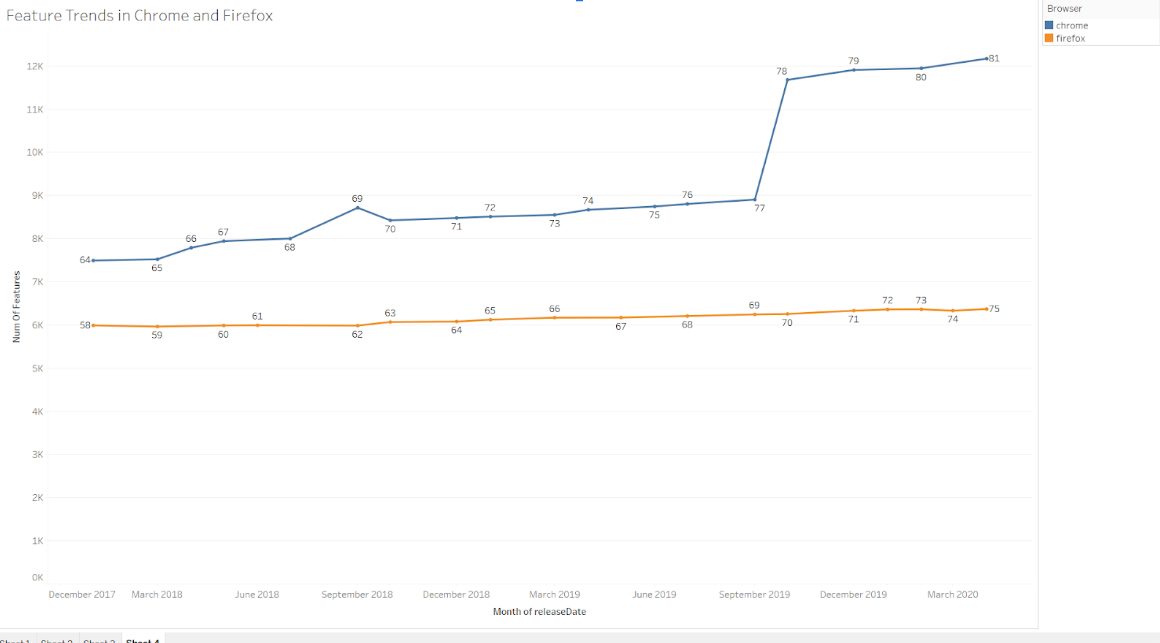 Feature Trends in Chrome and Firefox
Browser
chrome
firefox
12K
11K
10K
9K
8K
7K
6K
5K
4K
3K
2K
1K
0K
Num Of Features
64
65
66
67
68
69
70
71
72
73
74
75
76
77
78
79
80
81
58
59
60
61
62
63
64
65
66
67
68
69
70
71
72
73
74
75
December 2017 March 2018 June 2018 September 2018 December 2018 March 2019 June 2019 September 2019 December 2019 March 2020
Month of releaseDate
Sheet 1 Sheet 2 Sheet 3 Sheet 4